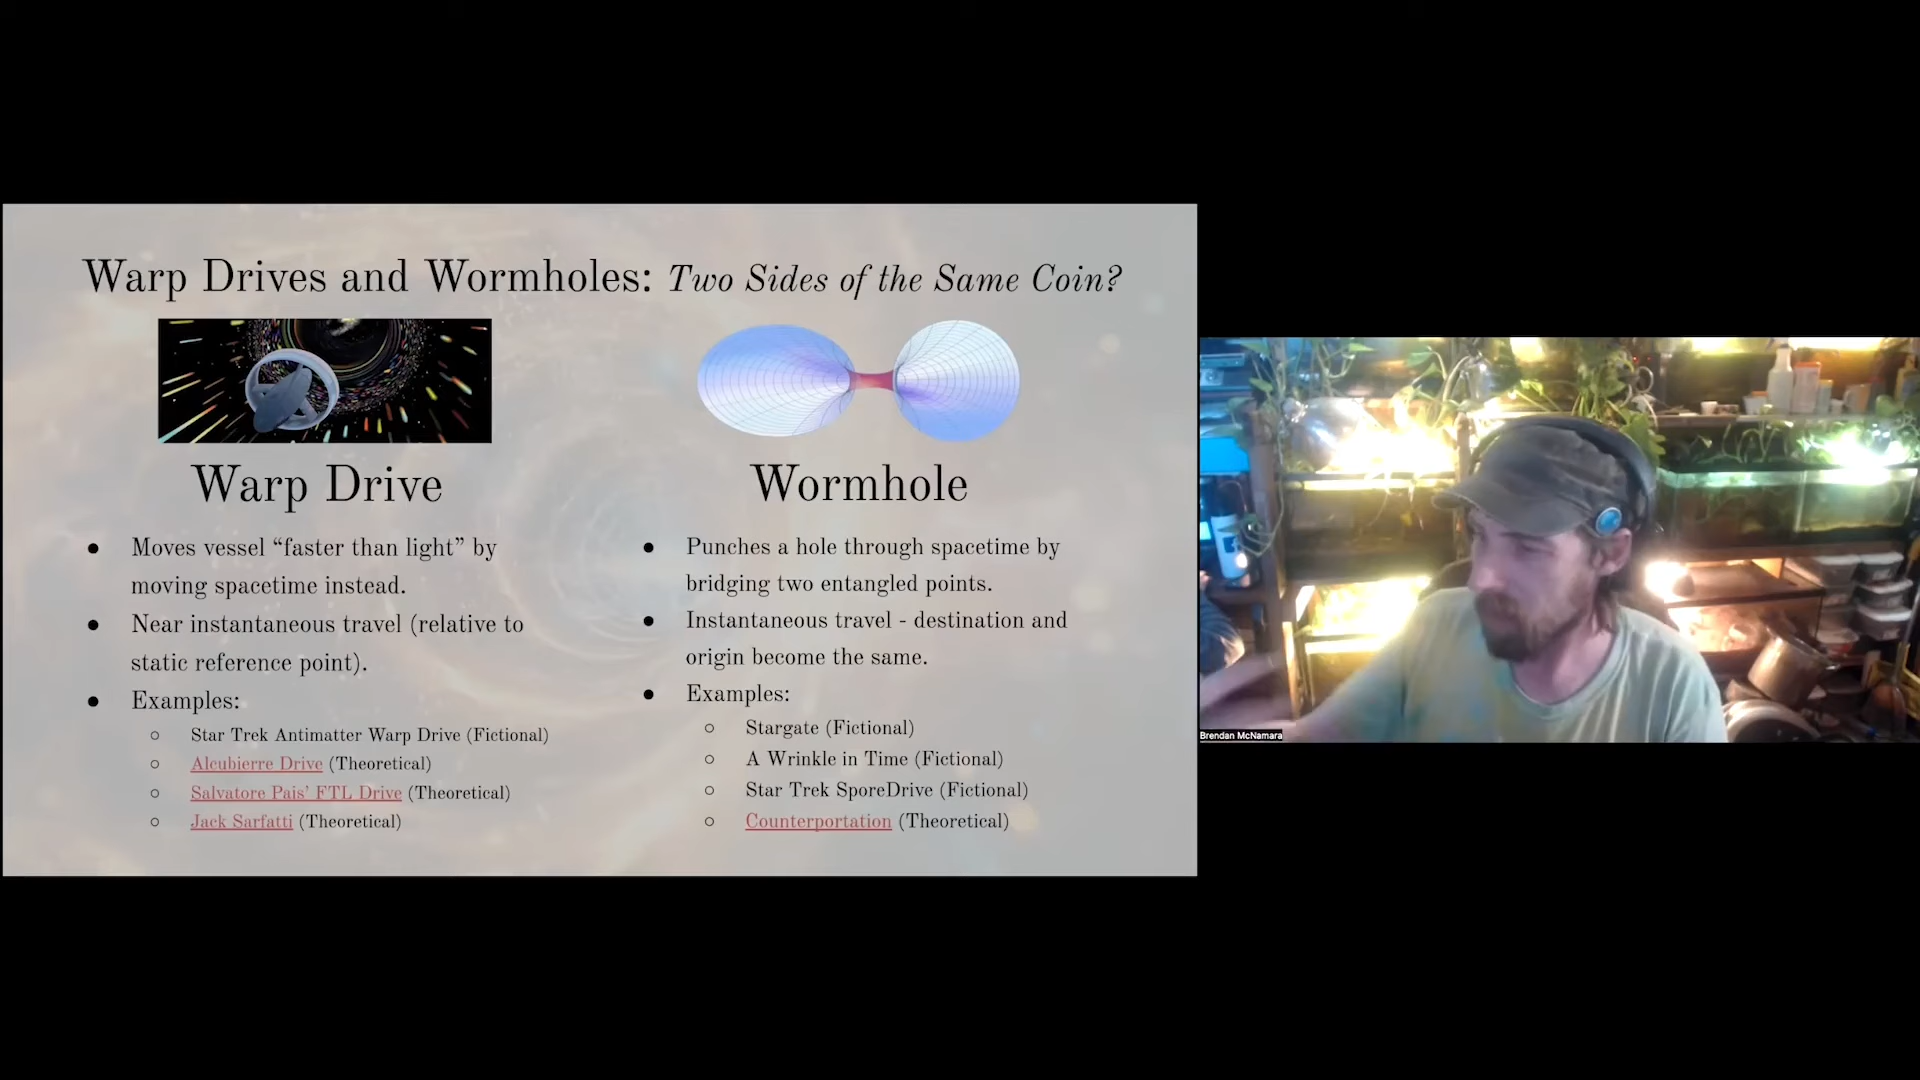 Warp Drives and Wormholes: Two Sides of the Same Coin?
Warp Drive
● Moves vessel “faster than light” by
moving spacetime instead.
● Near instantaneous travel (relative to
static reference point).
● Examples:
○ Star Trek Antimatter Warp Drive (Fictional)
○ Alcubierre Drive (Theoretical)
○ Salvatore Pais’ FTL Drive (Theoretical)
○ Jack Sarfatti (Theoretical)
Wormhole
● Punches a hole through spacetime by
bridging two entangled points.
● Instantaneous travel - destination and
origin become the same.
● Examples:
○ Stargate (Fictional)
○ A Wrinkle in Time (Fictional)
○ Star Trek SporeDrive (Fictional)
○ Counterportation (Theoretical)
Brendan McNamara